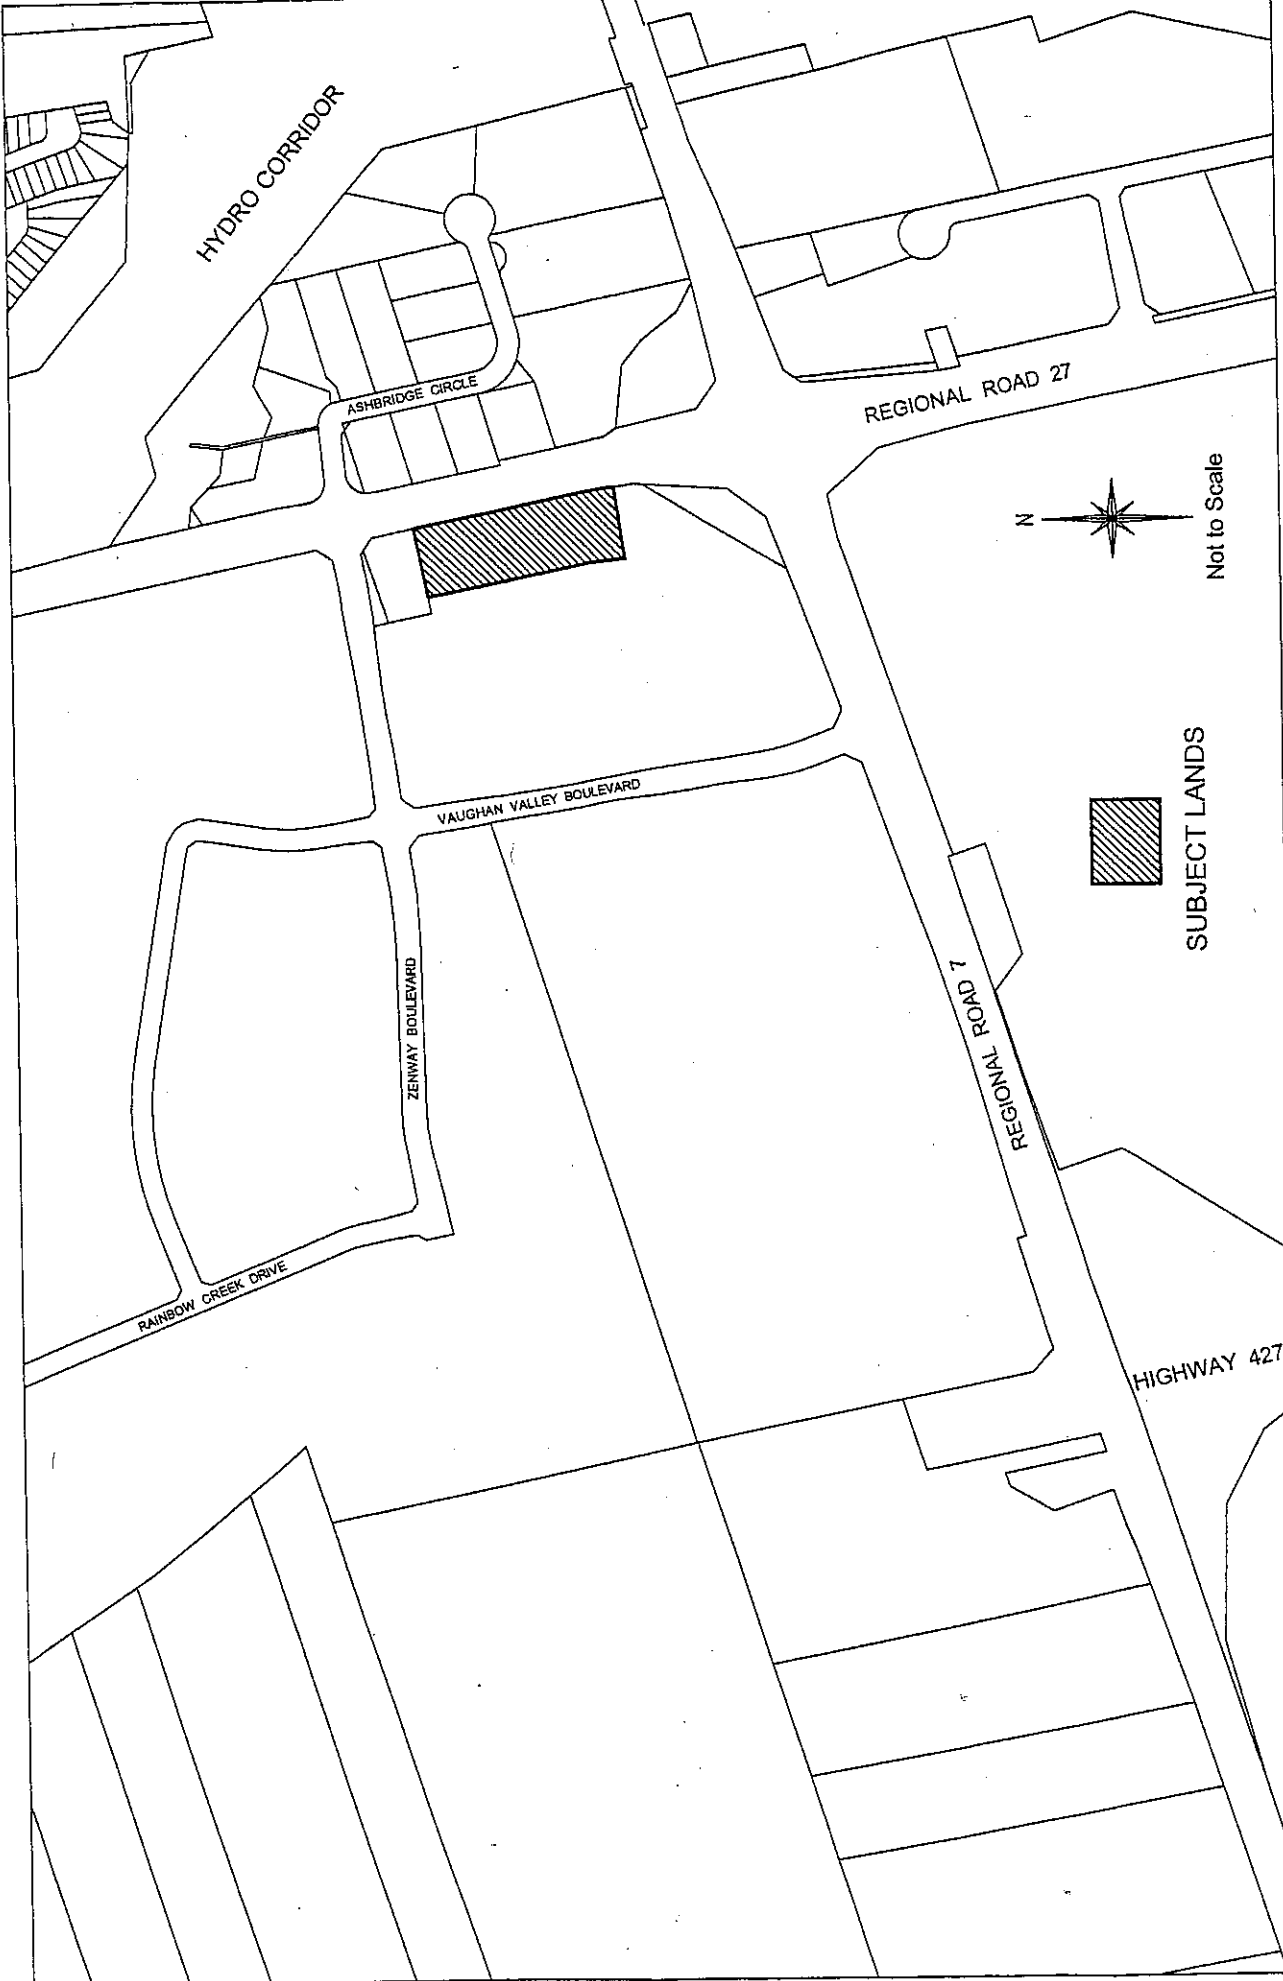 HYDRO CORRIDOR
ASHBRIDGE CIRCLE
REGIONAL ROAD 27
N
Not to Scale
VAUGHAN VALLEY BOULEVARD
SUBJECT LANDS
ZENWAY BOULEVARD
REGIONAL ROAD 7
RAINBOW CREEK DRIVE
HIGHWAY 427